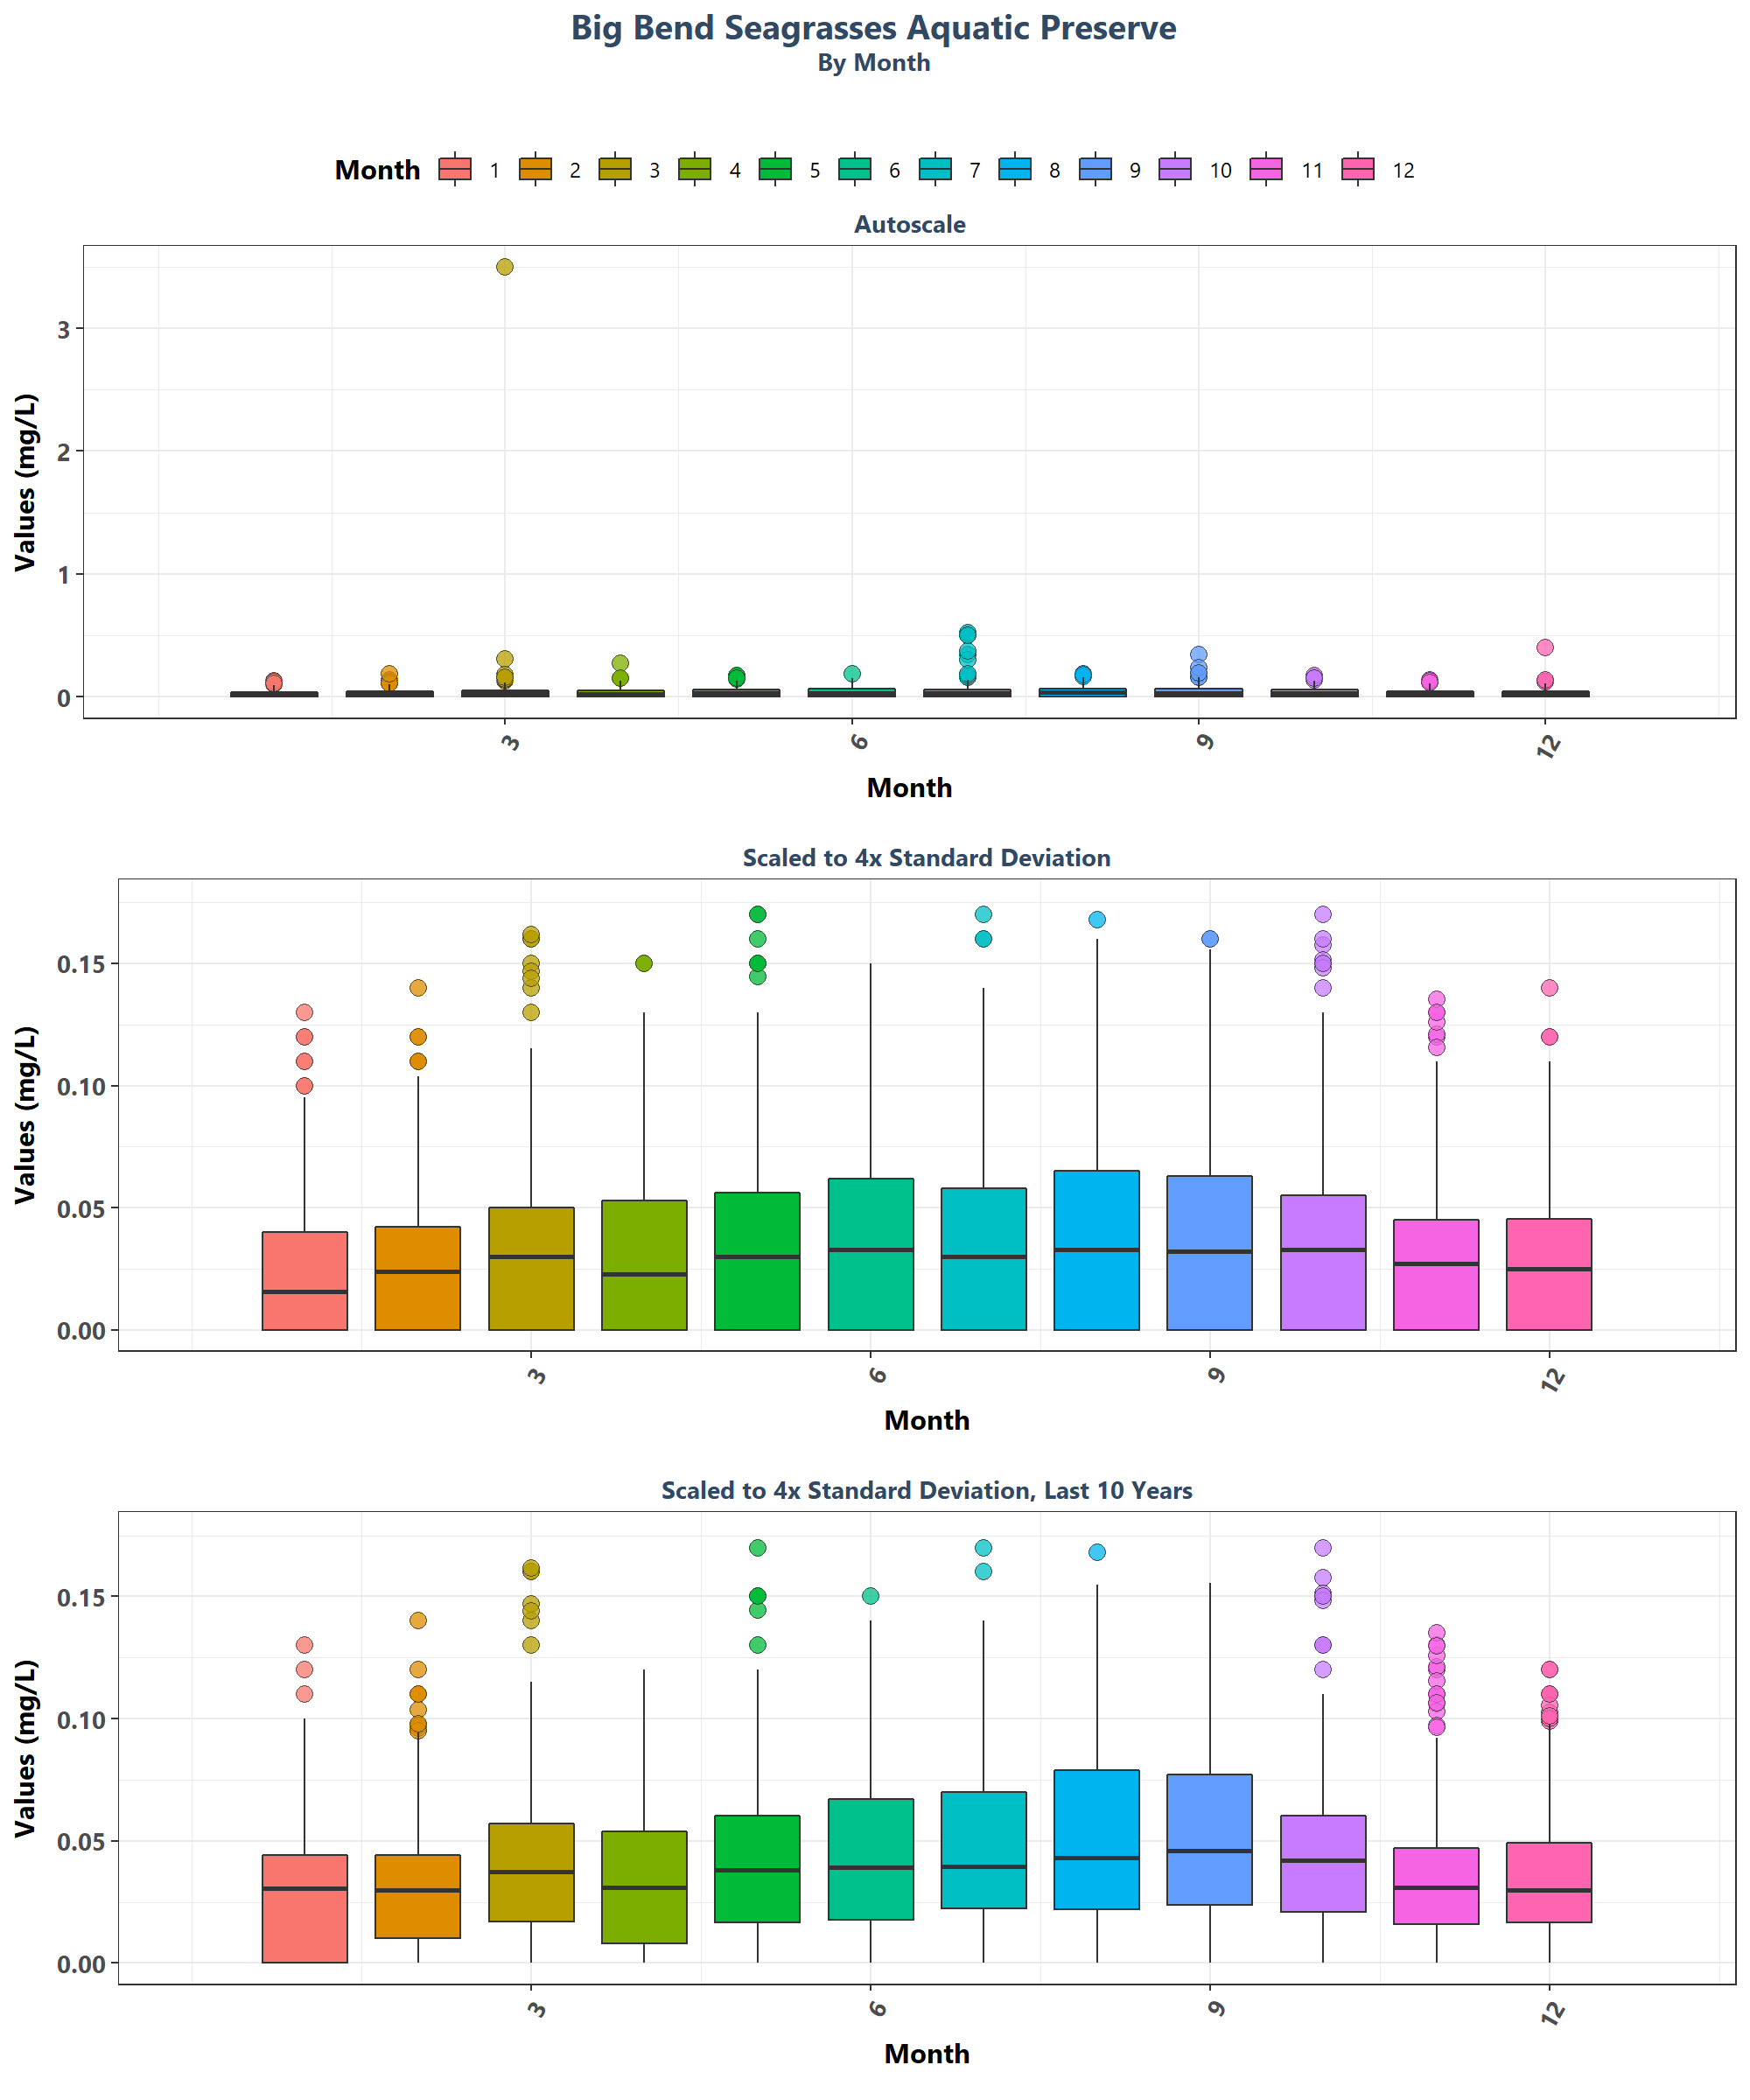 Big Bend Seagrasses Aquatic Preserve
By Month
Month 1 2 3 4 5 6 7 8 9 10 11 12
Autoscale
Values (mg/L)
3
2
1
0
3 6 9 12
Month
Scaled to 4x Standard Deviation
Values (mg/L)
0.15
0.10
0.05
0.00
3 6 9 12
Month
Scaled to 4x Standard Deviation, Last 10 Years
Values (mg/L)
0.15
0.10
0.05
0.00
3 6 9 12
Month